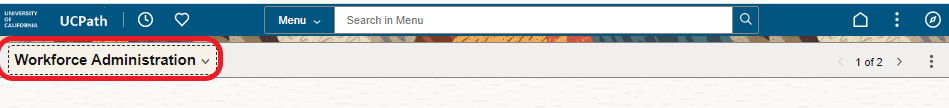 UNIVERSITY
OF
CALIFORNIA
UCPath
Menu
Search in Menu
Workforce Administration
1 of 2